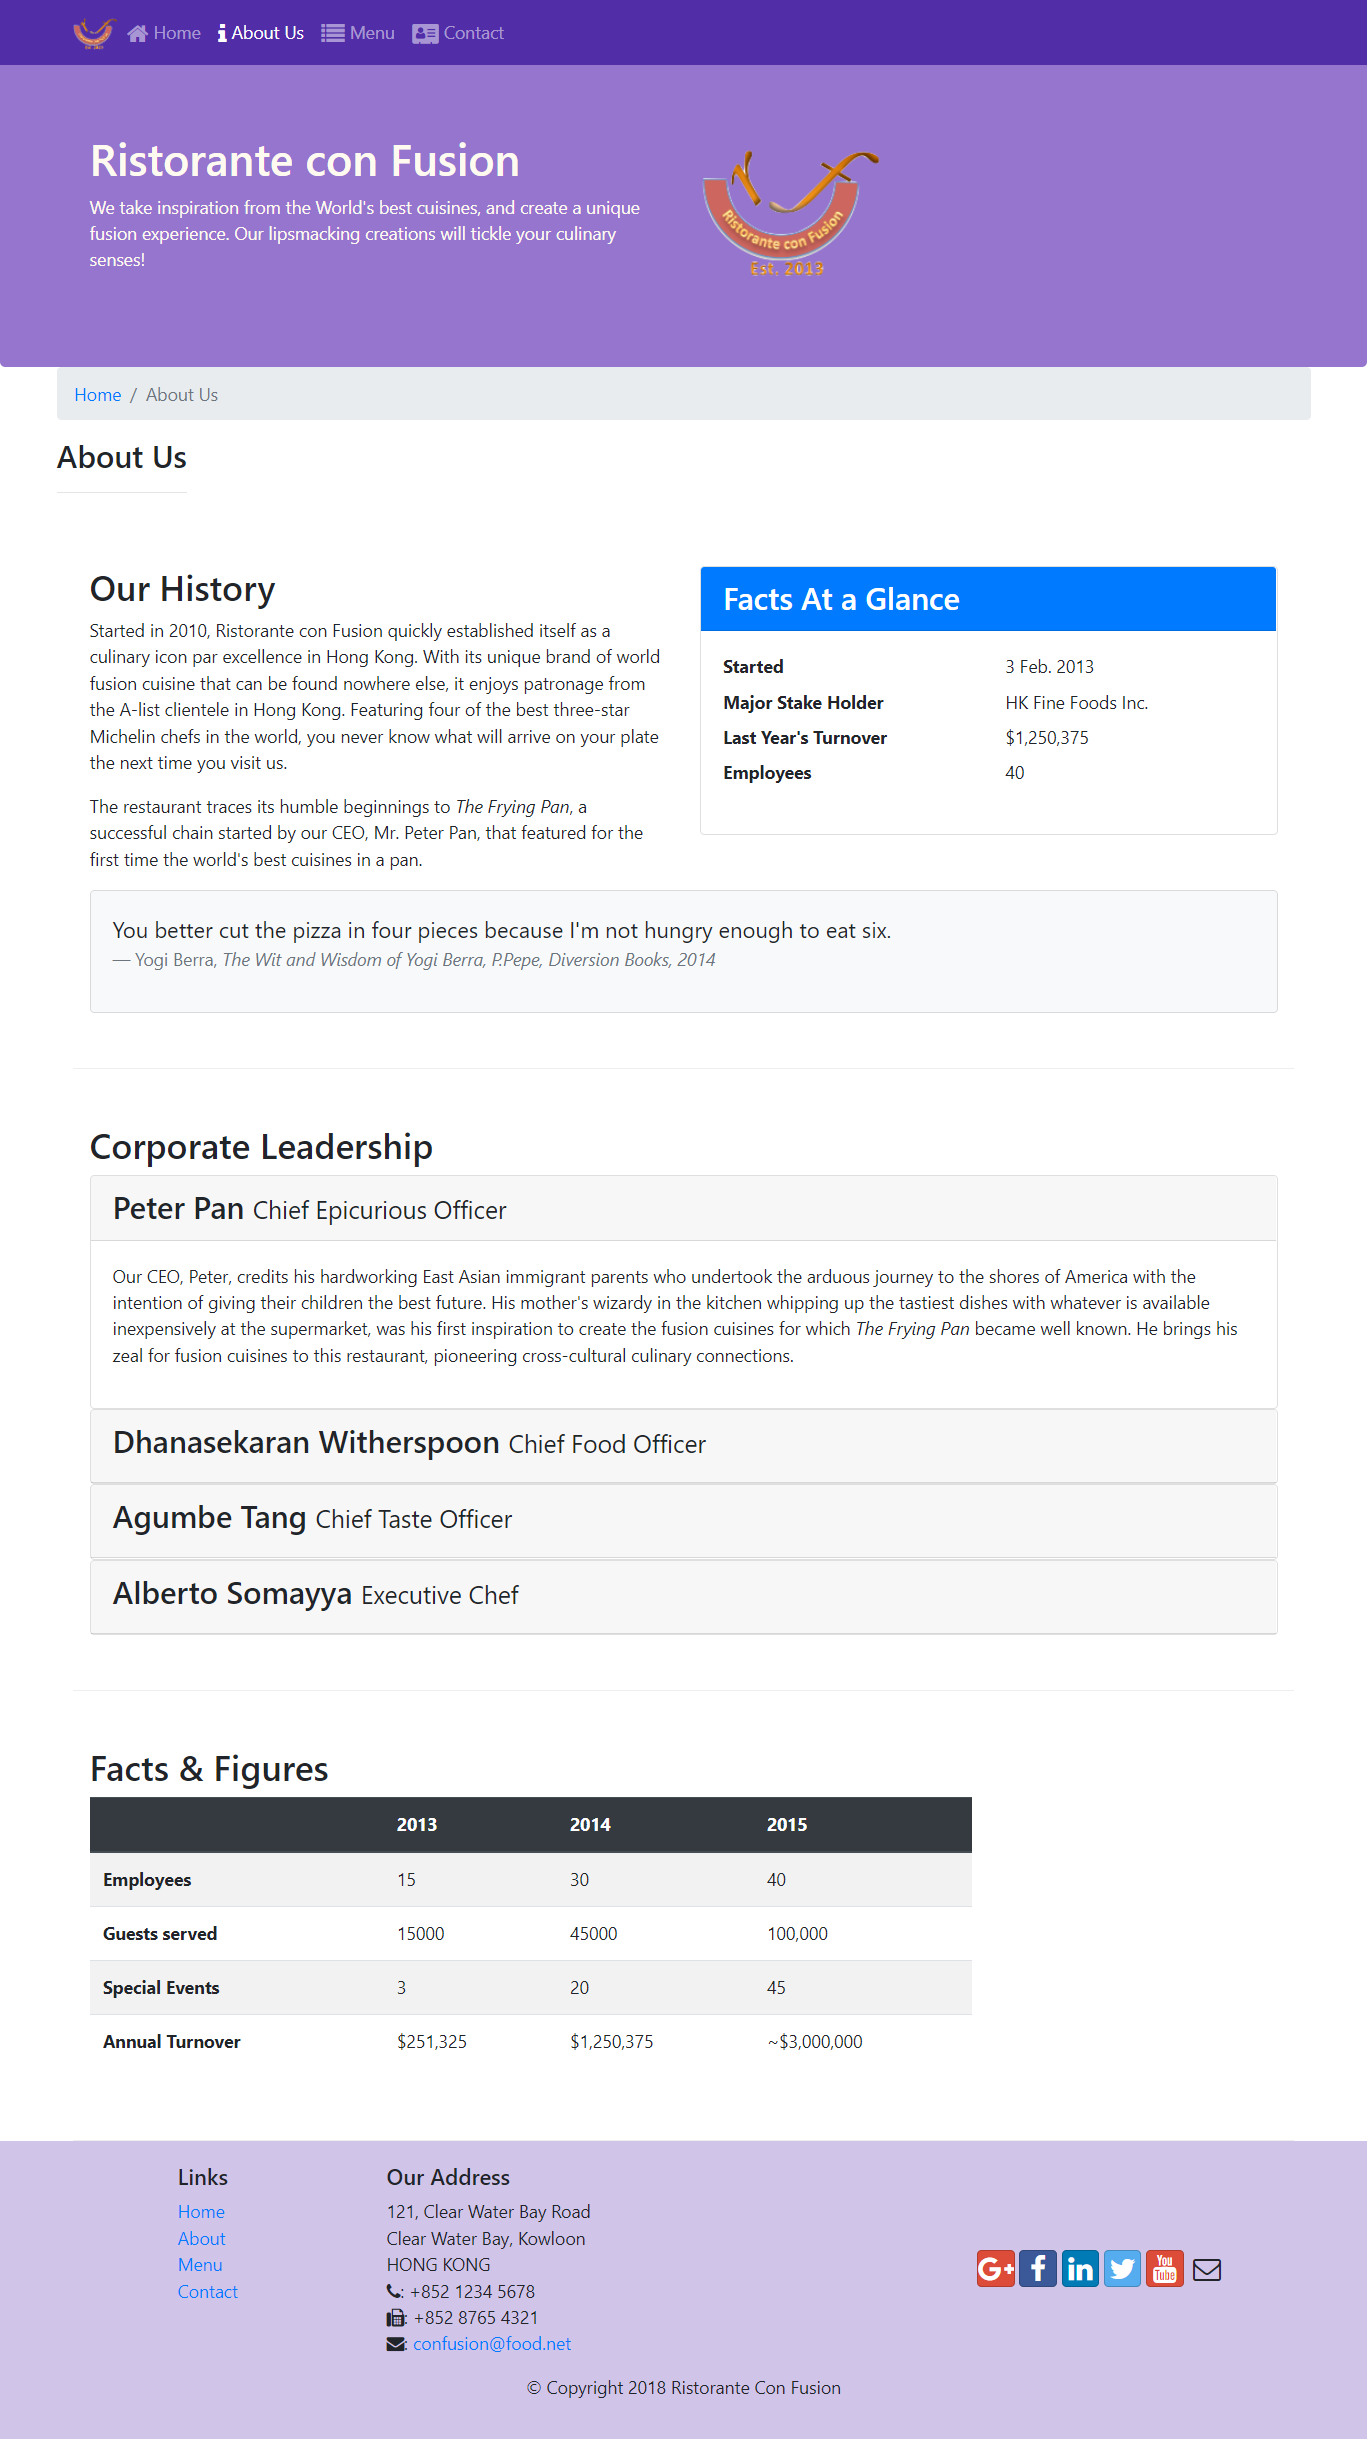 Home About Us Menu Contact
Ristorante con Fusion
We take inspiration from the World's best cuisines, and create a unique
fusion experience. Our lipsmacking creations will tickle your culinary
senses!
Ristorante con Fusion
Est. 2013
Home / About Us
About Us
Our History
Started in 2010, Ristorante con Fusion quickly established itself as a
culinary icon par excellence in Hong Kong. With its unique brand of world
fusion cuisine that can be found nowhere else, it enjoys patronage from
the A-list clientele in Hong Kong. Featuring four of the best three-star
Michelin chefs in the world, you never know what will arrive on your plate
the next time you visit us.
The restaurant traces its humble beginnings to The Frying Pan, a
successful chain started by our CEO, Mr. Peter Pan, that featured for the
first time the world's best cuisines in a pan.
Facts At a Glance
Started 3 Feb. 2013
Major Stake Holder HK Fine Foods Inc.
Last Year's Turnover $1,250,375
Employees 40
You better cut the pizza in four pieces because I'm not hungry enough to eat six.
— Yogi Berra, The Wit and Wisdom of Yogi Berra, P.Pepe, Diversion Books, 2014
Corporate Leadership
Peter Pan Chief Epicurious Officer
Our CEO, Peter, credits his hardworking East Asian immigrant parents who undertook the arduous journey to the shores of America with the
intention of giving their children the best future. His mother's wizardy in the kitchen whipping up the tastiest dishes with whatever is available
inexpensively at the supermarket, was his first inspiration to create the fusion cuisines for which The Frying Pan became well known. He brings his
zeal for fusion cuisines to this restaurant, pioneering cross-cultural culinary connections.
Dhanasekaran Witherspoon Chief Food Officer
Agumbe Tang Chief Taste Officer
Alberto Somayya Executive Chef
Facts & Figures
2013 2014 2015
Employees 15 30 40
Guests served 15000 45000 100,000
Special Events 3 20 45
Annual Turnover $251,325 $1,250,375 ~$3,000,000
Links
Home
About
Menu
Contact
Our Address
121, Clear Water Bay Road
Clear Water Bay, Kowloon
HONG KONG
: +852 1234 5678
: +852 8765 4321
: confusion@food.net
G+ f in You Tube
© Copyright 2018 Ristorante Con Fusion